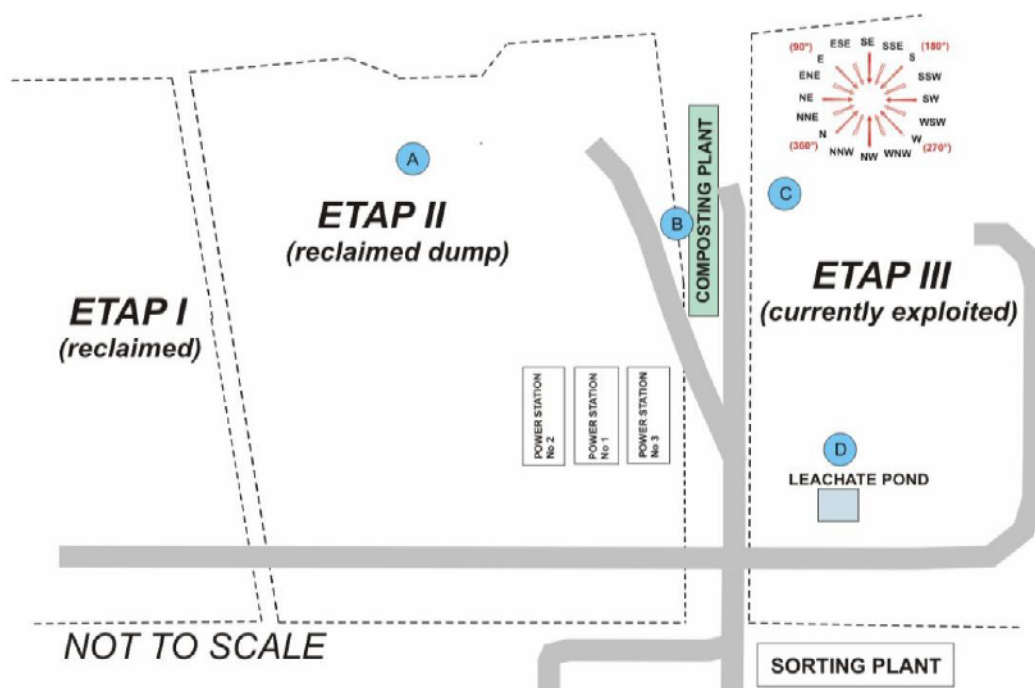 (90°)
ESE
SE
SSE
(180°)
E
S
ENE
SSW
NE
SW
NNE
WSW
N
W
(360°)
NNW
NW
WNW
(270°)
A
B
C
COMPOSTING PLANT
ETAP II
(reclaimed dump)
ETAP III
(currently exploited)
ETAP I
(reclaimed)
POWER STATION
No 2
POWER STATION
No 1
POWER STATION
No 3
D
LEACHATE POND
NOT TO SCALE
SORTING PLANT